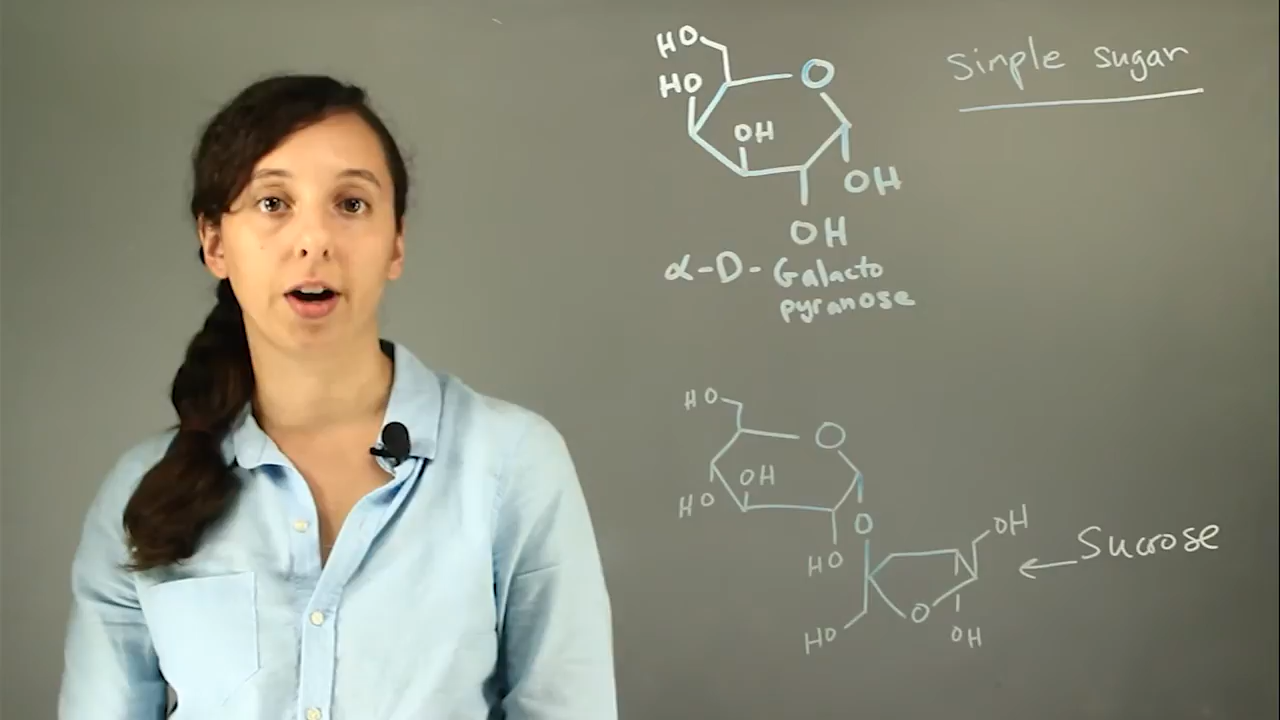 simple sugar
HO
HO
O
OH
OH
OH
α-D-Galacto
pyranose
HO
O
OH
HO
O
HO
OH
Sucrose
O
HO
OH